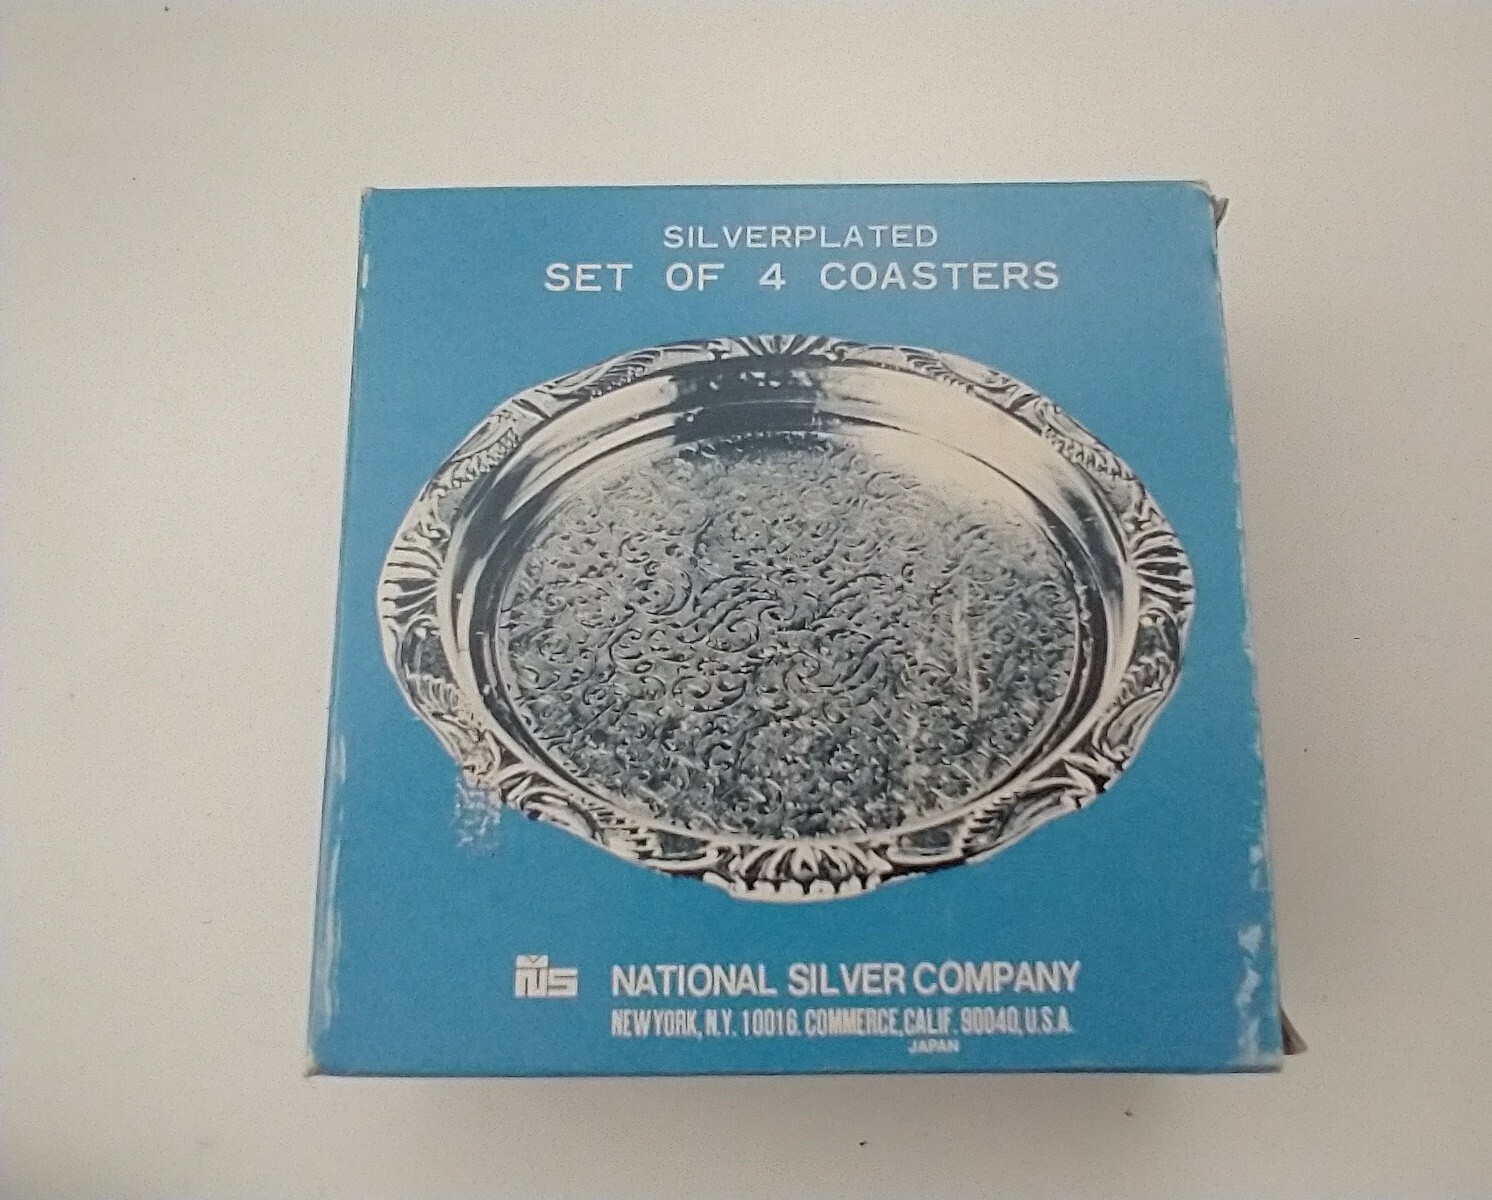 SILVERPLATED
SET OF 4 COASTERS
NS NATIONAL SILVER COMPANY
NEW YORK, N.Y. 10016. COMMERCE, CALIF. 90040, U.S.A.
JAPAN